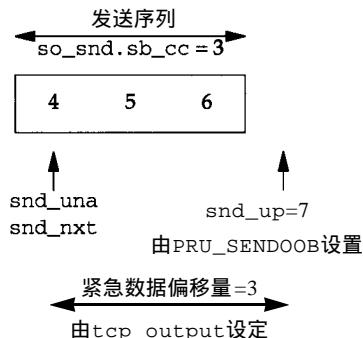 发送序列
so_snd.sb_cc = 3
4 5 6
snd_una
snd_nxt
snd_up=7
由PRU_SENDOOB设置
紧急数据偏移量=3
由tcp output设定